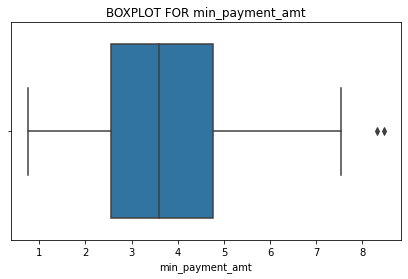 BOXPLOT FOR min_payment_amt
1 2 3 4 5 6 7 8
min_payment_amt